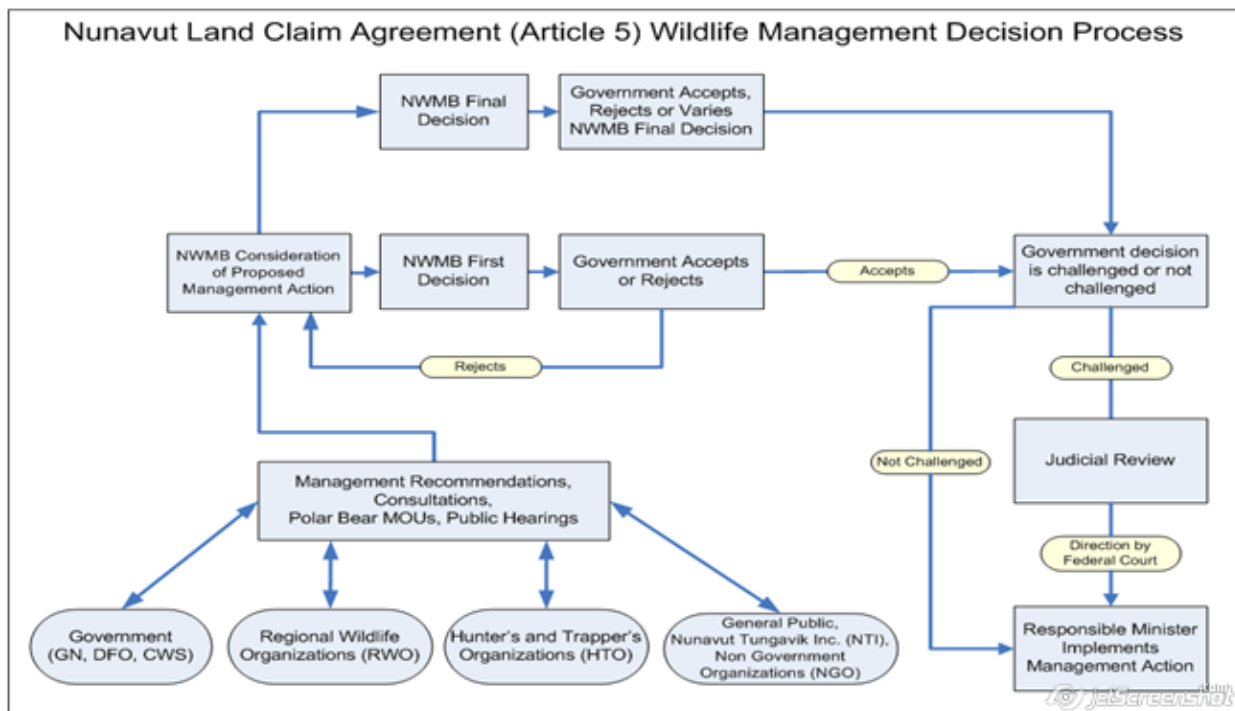 Nunavut Land Claim Agreement (Article 5) Wildlife Management Decision Process
NWMB Final
Decision
Government Accepts,
Rejects or Varies
NWMB Final Decision
NWMB Consideration
of Proposed
Management Action
NWMB First
Decision
Government Accepts
or Rejects
Accepts
Government decision
is challenged or not
challenged
Rejects
Challenged
Not Challenged
Judicial Review
Management Recommendations,
Consultations,
Polar Bear MOUs, Public Hearings
Direction by
Federal Court
Government
(GN, DFO, CWS)
Regional Wildlife
Organizations (RWO)
Hunter's and Trapper's
Organizations (HTO)
General Public,
Nunavut Tungavik Inc. (NTI),
Non Government
Organizations (NGO)
Responsible Minister
Implements
Management Action
jetScreenshot